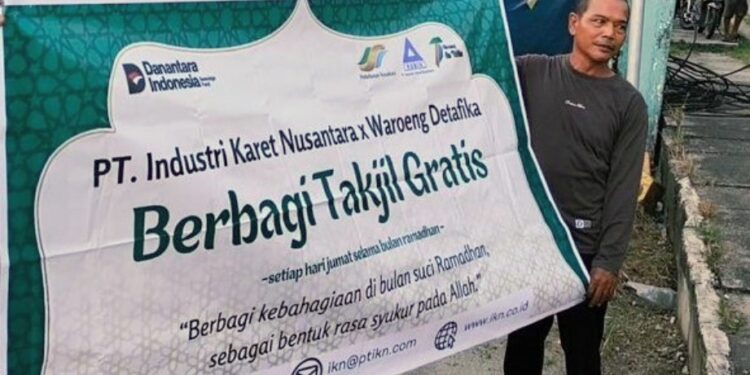 Danantara
Indonesia
PT. Industri Karet Nusantara x Waroeng Detafika
Berbagi Takjil Gratis
-setiap hari jumat selama bulan ramadhan-
"Berbagi kebahagiaan di bulan suci Ramadhan,
sebagai bentuk rasa syukur pada Allah."
ikn@ptikn.com
www.ikn.co.id